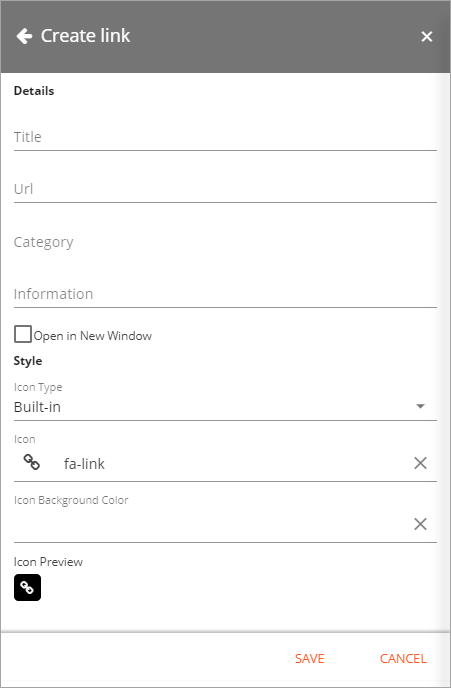 Create link
Details
Title
Url
Category
Information
Open in New Window
Style
Icon Type
Built-in
Icon
fa-link
Icon Background Color
Icon Preview
SAVE CANCEL